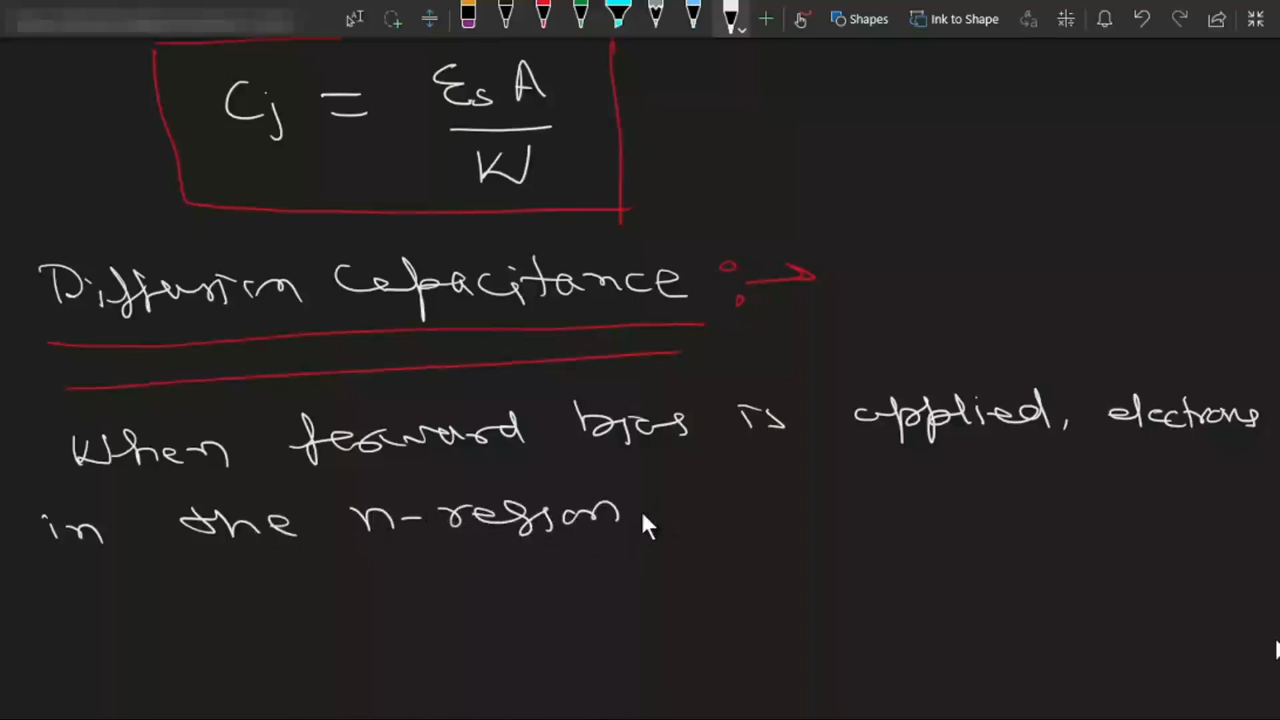 Shapes Ink to Shape
Cj = εs A
W
Diffusion Capacitance :→
When forward bias is applied, electrons
in the n-region